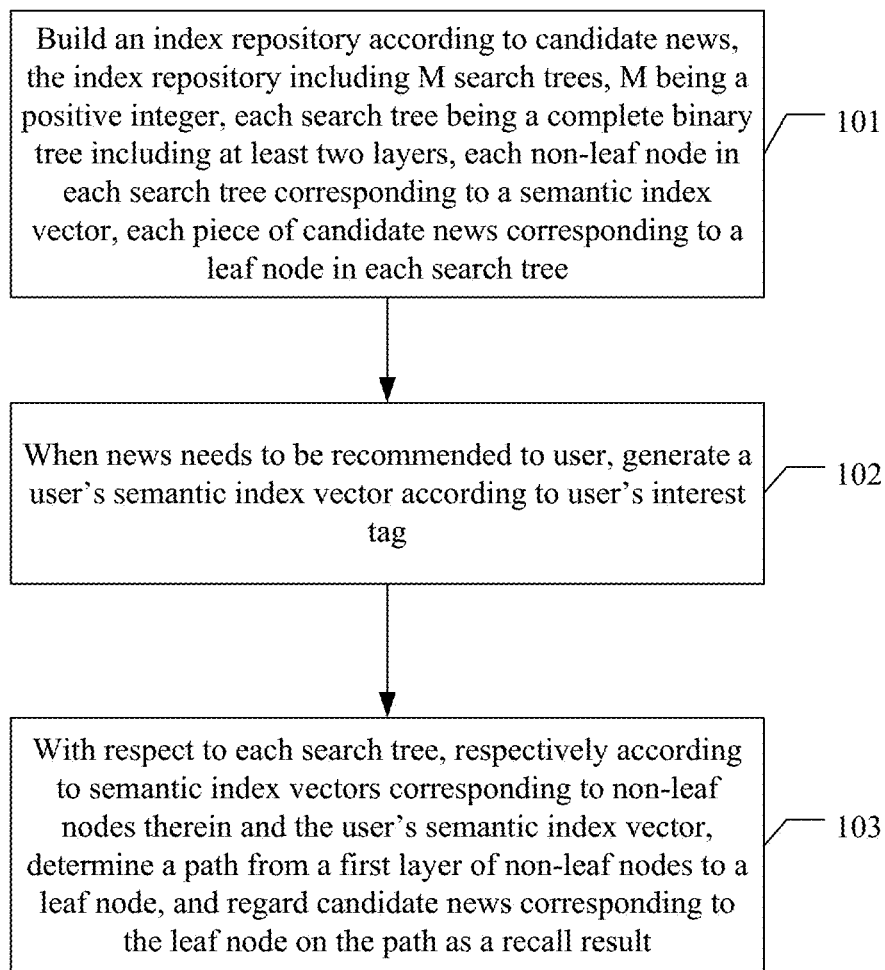 Build an index repository according to candidate news,
the index repository including M search trees, M being a
positive integer, each search tree being a complete binary
tree including at least two layers, each non-leaf node in
each search tree corresponding to a semantic index
vector, each piece of candidate news corresponding to a
leaf node in each search tree
101
When news needs to be recommended to user, generate a
user's semantic index vector according to user's interest
tag
102
With respect to each search tree, respectively according
to semantic index vectors corresponding to non-leaf
nodes therein and the user's semantic index vector,
determine a path from a first layer of non-leaf nodes to a
leaf node, and regard candidate news corresponding to
the leaf node on the path as a recall result
103